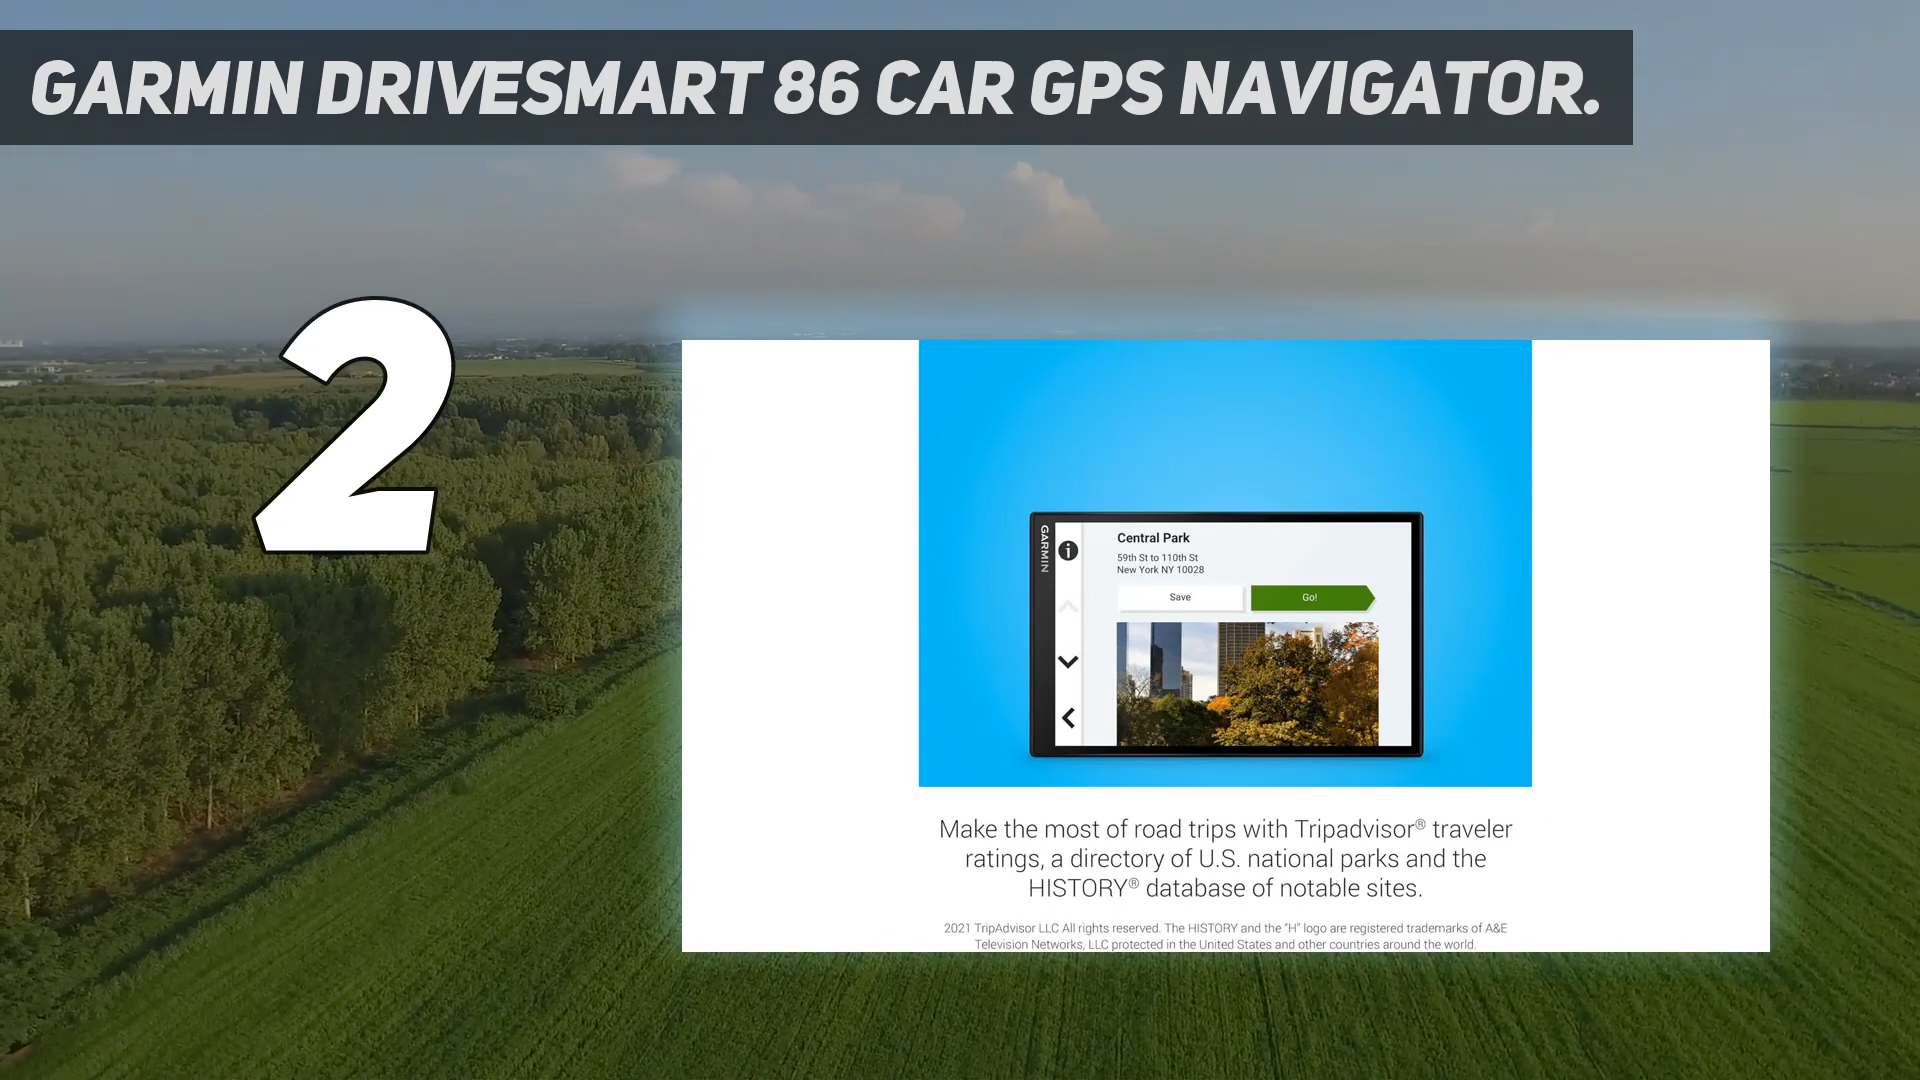 GARMIN DRIVESMART 86 CAR GPS NAVIGATOR.
2
GARMIN
Central Park
59th St to 110th St
New York NY 10028
Save
Go!
Make the most of road trips with Tripadvisor® traveler
ratings, a directory of U.S. national parks and the
HISTORY® database of notable sites.
2021 TripAdvisor LLC All rights reserved. The HISTORY and the "H" logo are registered trademarks of A&E
Television Networks, LLC protected in the United States and other countries around the world.